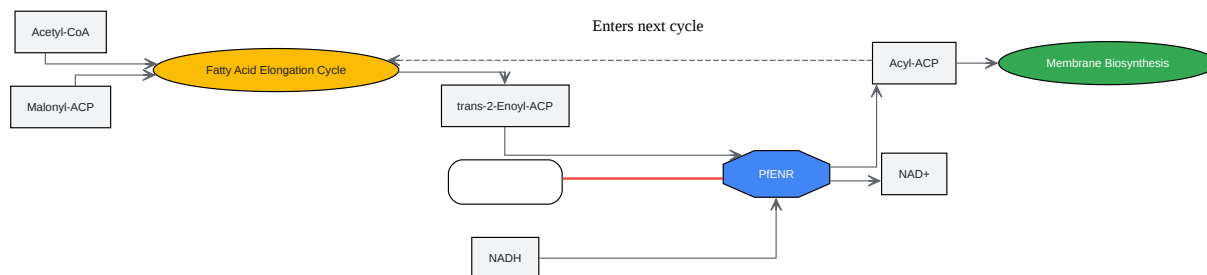 Acetyl-CoA
Enters next cycle
Fatty Acid Elongation Cycle
Acyl-ACP
Membrane Biosynthesis
Malonyl-ACP
trans-2-Enoyl-ACP
PfENR
NAD+
NADH